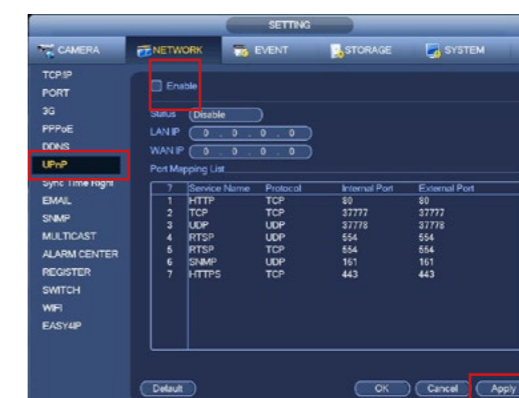 SETTING
CAMERA NETWORK EVENT STORAGE SYSTEM
TCP/IP
PORT
3G
PPPoE
DDNS
UPnP
Sync Time Right
EMAIL
SNMP
MULTICAST
ALARM CENTER
REGISTER
SWITCH
WIFI
EASY4IP
Enable
Status Disable
LAN IP 0 . 0 . 0 . 0
WAN IP 0 . 0 . 0 . 0
Port Mapping List
7 Service Name Protocol Internal Port External Port
1 HTTP TCP 80 80
2 TCP TCP 37777 37777
3 UDP UDP 37778 37778
4 RTSP UDP 554 554
5 RTSP TCP 554 554
6 SNMP UDP 161 161
7 HTTPS TCP 443 443
Default OK Cancel Apply